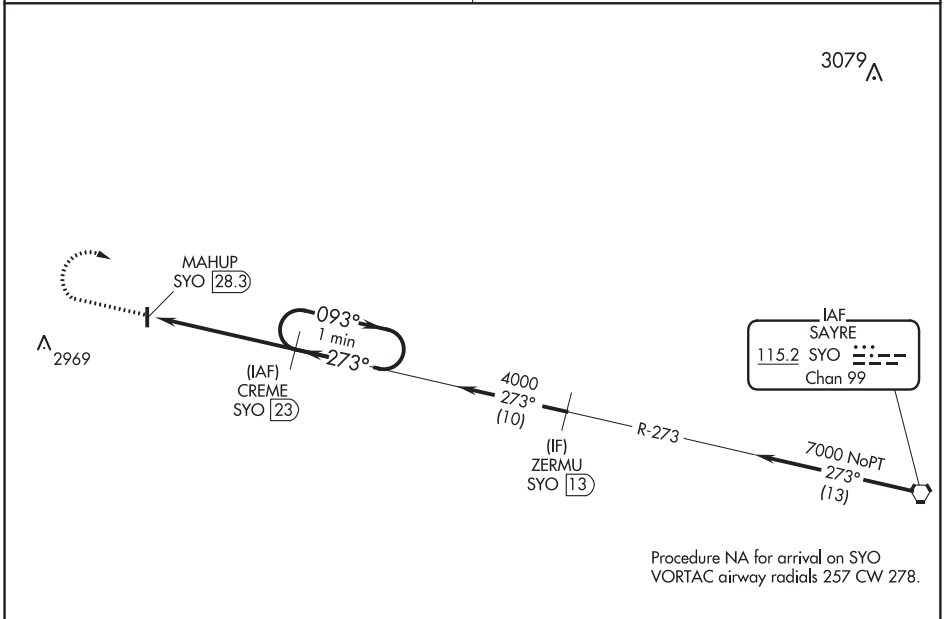 3079
MAHUP
SYO 28.3
2969
093°
1 min
273°
(IAF)
CREME
SYO 23
4000
273°
(10)
(IF)
ZERMU
SYO 13
R-273
7000 NoPT
273°
(13)
IAF
SAYRE
115.2 SYO
Chan 99
Procedure NA for arrival on SYO
VORTAC airway radials 257 CW 278.